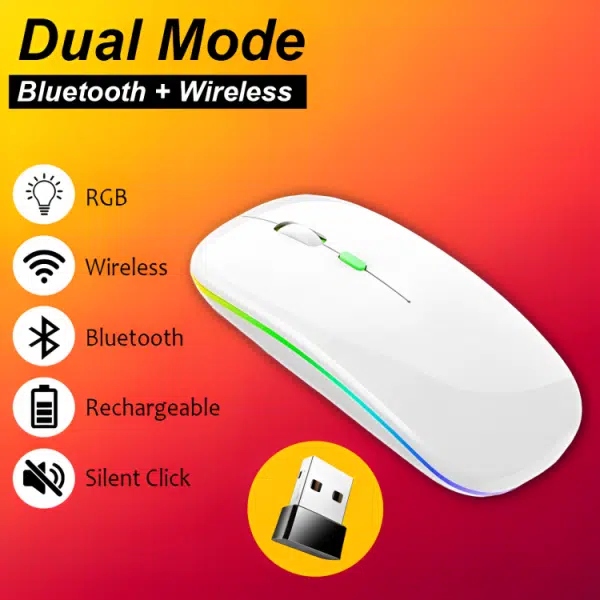 Dual Mode
Bluetooth + Wireless
RGB
Wireless
Bluetooth
Rechargeable
Silent Click